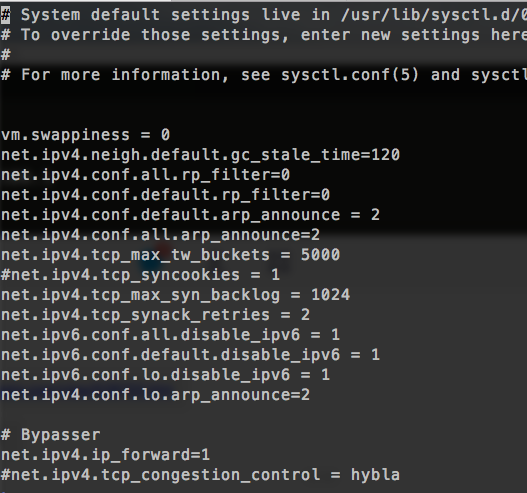 # System default settings live in /usr/lib/sysctl.d/0
# To override those settings, enter new settings here
#
# For more information, see sysctl.conf(5) and sysctl
vm.swappiness = 0
net.ipv4.neigh.default.gc_stale_time=120
net.ipv4.conf.all.rp_filter=0
net.ipv4.conf.default.rp_filter=0
net.ipv4.conf.default.arp_announce = 2
net.ipv4.conf.all.arp_announce=2
net.ipv4.tcp_max_tw_buckets = 5000
#net.ipv4.tcp_syncookies = 1
net.ipv4.tcp_max_syn_backlog = 1024
net.ipv4.tcp_synack_retries = 2
net.ipv6.conf.all.disable_ipv6 = 1
net.ipv6.conf.default.disable_ipv6 = 1
net.ipv6.conf.lo.disable_ipv6 = 1
net.ipv4.conf.lo.arp_announce=2
# Bypasser
net.ipv4.ip_forward=1
#net.ipv4.tcp_congestion_control = hybla